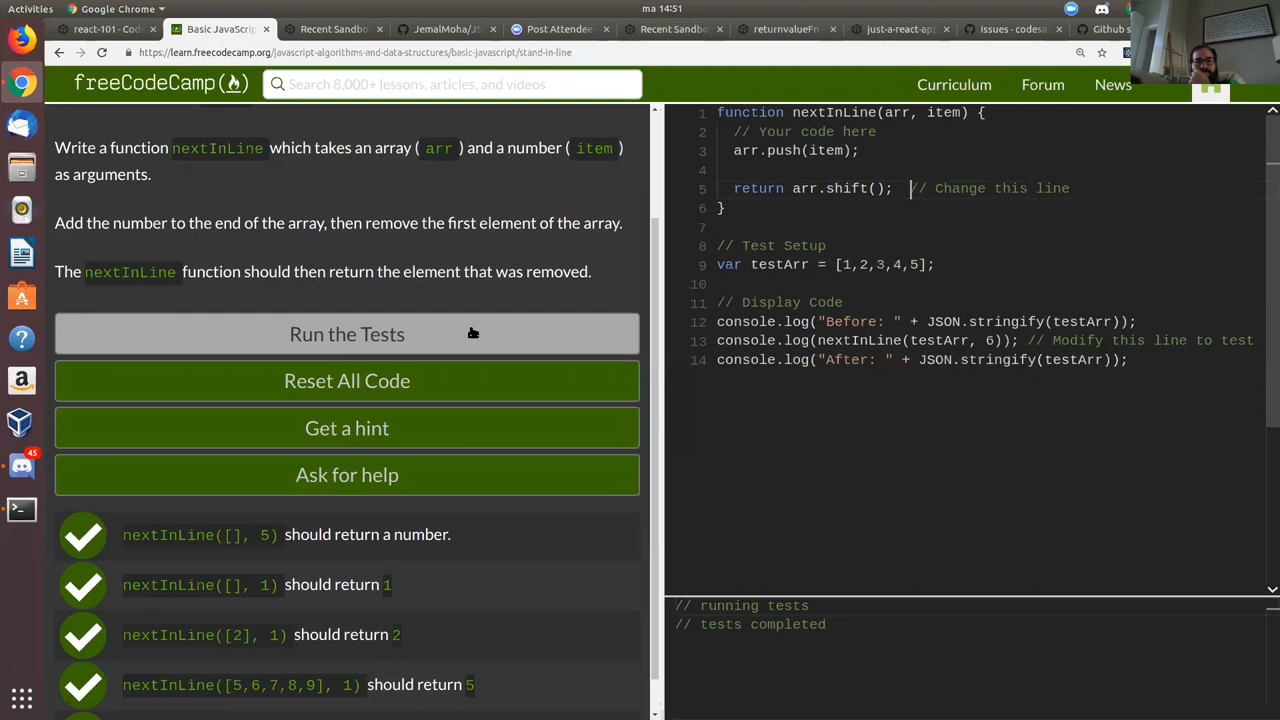 Activities
Google Chrome
ma 14:51
react-101 - Code
Basic JavaScrip
Recent Sandbo
JemalMoha/JS
Post Attendee
Recent Sandbo
returnvalueFn
just-a-react-ap
Issues - codesa
Github s
https://learn.freecodecamp.org/javascript-algorithms-and-data-structures/basic-javascript/stand-in-line
freeCodeCamp
Search 8,000+ lessons, articles, and videos
Curriculum
Forum
News
Write a function nextInLine which takes an array ( arr ) and a number ( item )
as arguments.
Add the number to the end of the array, then remove the first element of the array.
The nextInLine function should then return the element that was removed.
Run the Tests
Reset All Code
Get a hint
Ask for help
nextInLine([], 5) should return a number.
nextInLine([], 1) should return 1
nextInLine([2], 1) should return 2
nextInLine([5,6,7,8,9], 1) should return 5
45
1 function nextInLine(arr, item) {
2 // Your code here
3 arr.push(item);
4
5 return arr.shift(); // Change this line
6 }
7
8 // Test Setup
9 var testArr = [1,2,3,4,5];
10
11 // Display Code
12 console.log("Before: " + JSON.stringify(testArr));
13 console.log(nextInLine(testArr, 6)); // Modify this line to test
14 console.log("After: " + JSON.stringify(testArr));
// running tests
// tests completed